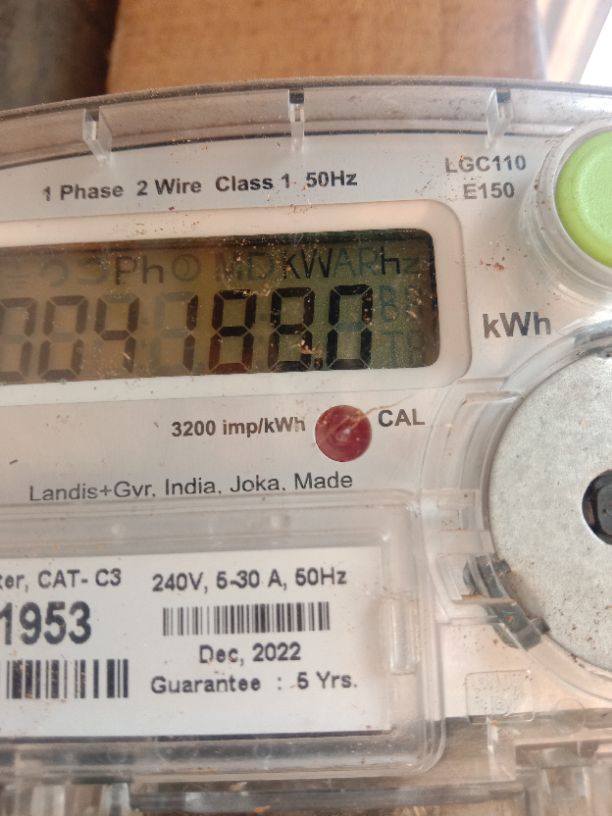 1 Phase 2 Wire Class 1 50Hz
LGC110
E150
kWh
3200 imp/kWh
CAL
Landis+Gyr, India, Joka, Made
CAT- C3
1953
240V, 5-30 A, 50Hz
Dec, 2022
Guarantee : 5 Yrs.